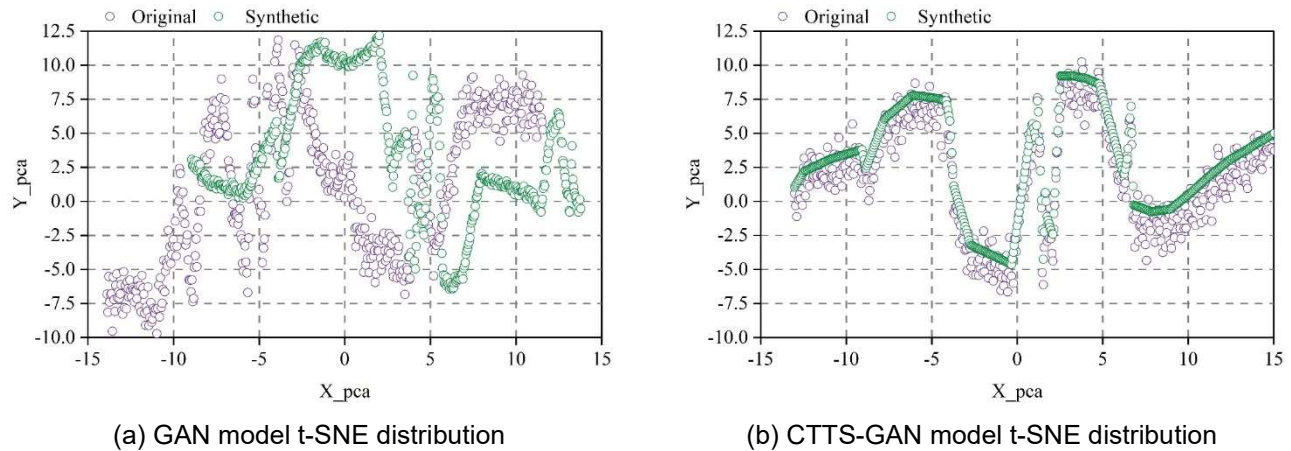 Original Synthetic
12.5
10.0
7.5
5.0
2.5
0.0
-2.5
-5.0
-7.5
-10.0
Y_pca
-15 -10 -5 0 5 10 15
X_pca
(a) GAN model t-SNE distribution
Original Synthetic
12.5
10.0
7.5
5.0
2.5
0.0
-2.5
-5.0
-7.5
-10.0
Y_pca
-15 -10 -5 0 5 10 15
X_pca
(b) CTTS-GAN model t-SNE distribution